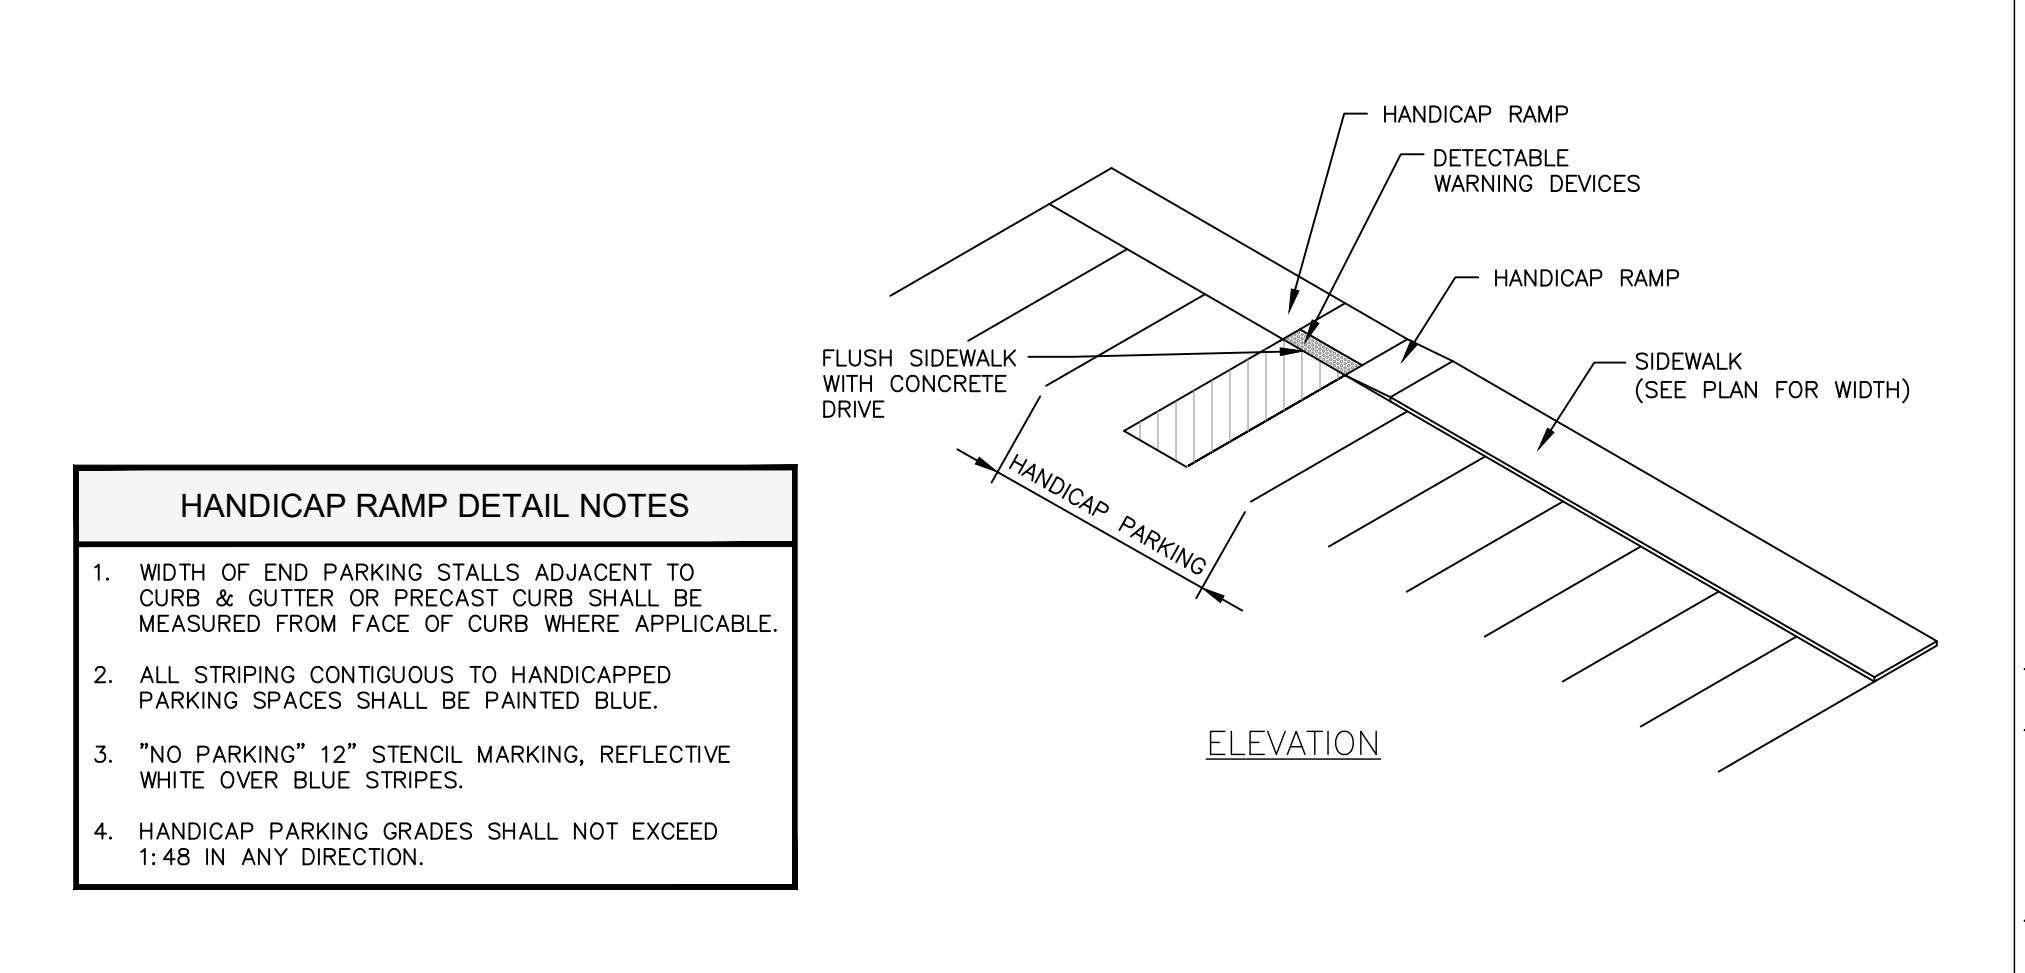 HANDICAP RAMP
DETECTABLE
WARNING DEVICES
HANDICAP RAMP
FLUSH SIDEWALK
WITH CONCRETE
DRIVE
SIDEWALK
(SEE PLAN FOR WIDTH)
HANDICAP PARKING
ELEVATION
HANDICAP RAMP DETAIL NOTES
1. WIDTH OF END PARKING STALLS ADJACENT TO
CURB & GUTTER OR PRECAST CURB SHALL BE
MEASURED FROM FACE OF CURB WHERE APPLICABLE.
2. ALL STRIPING CONTIGUOUS TO HANDICAPPED
PARKING SPACES SHALL BE PAINTED BLUE.
3. "NO PARKING" 12" STENCIL MARKING, REFLECTIVE
WHITE OVER BLUE STRIPES.
4. HANDICAP PARKING GRADES SHALL NOT EXCEED
1:48 IN ANY DIRECTION.